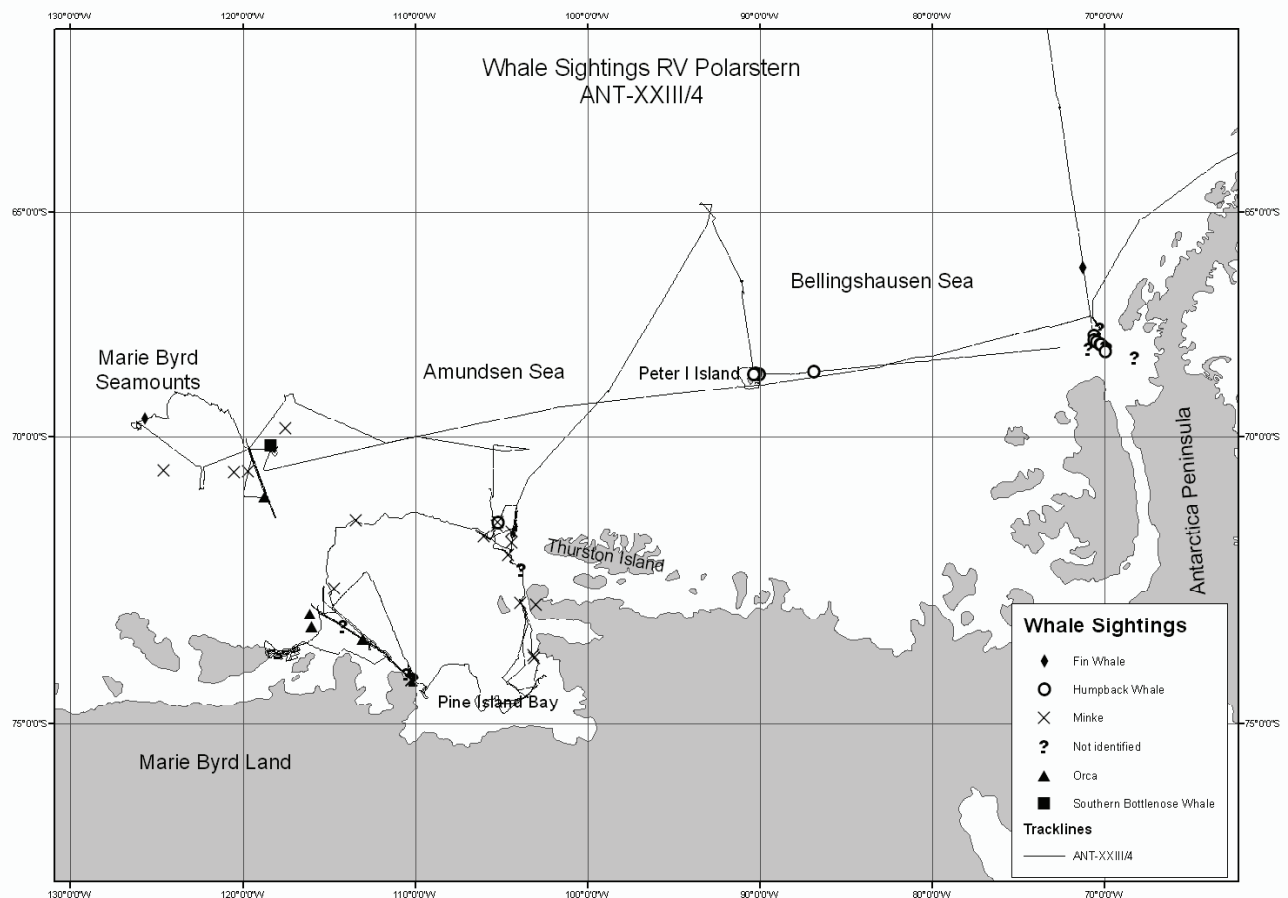 130°0'0"W 120°0'0"W 110°0'0"W 100°0'0"W 90°0'0"W 80°0'0"W 70°0'0"W
Whale Sightings RV Polarstern
ANT-XXIII/4
65°0'0"S 65°0'0"S
Bellingshausen Sea
Marie Byrd
Seamounts
Amundsen Sea
Peter I Island
70°0'0"S 70°0'0"S
Antarctica Peninsula
Thurston Island
Pine Island Bay
75°0'0"S 75°0'0"S
Marie Byrd Land
Whale Sightings
Fin Whale
Humpback Whale
Minke
? Not identified
Orca
Southern Bottlenose Whale
Tracklines
ANT-XXIII/4
130°0'0"W 120°0'0"W 110°0'0"W 100°0'0"W 90°0'0"W 80°0'0"W 70°0'0"W